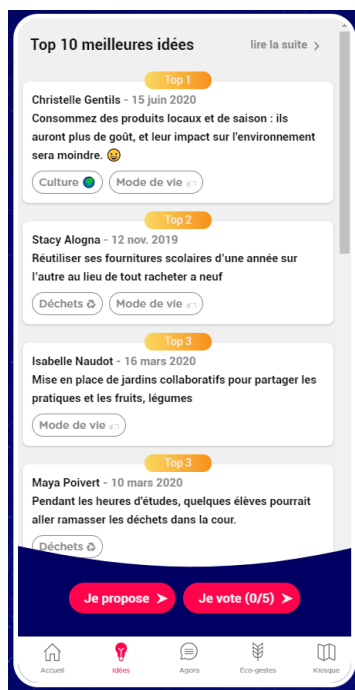 Top 10 meilleures idées lire la suite >
Top 1
Christelle Gentils - 15 juin 2020
Consommez des produits locaux et de saison : ils
auront plus de goût, et leur impact sur l'environnement
sera moindre. 😀
Culture 🌍 Mode de vie 🏷️
Top 2
Stacy Alogna - 12 nov. 2019
Réutiliser ses fournitures scolaires d'une année sur
l'autre au lieu de tout racheter a neuf
Déchets ♻ Mode de vie 🏷️
Top 3
Isabelle Naudot - 16 mars 2020
Mise en place de jardins collaboratifs pour partager les
pratiques et les fruits, légumes
Mode de vie 🏷️
Top 3
Maya Poivert - 10 mars 2020
Pendant les heures d'études, quelques élèves pourrait
aller ramasser les déchets dans la cour.
Déchets ♻
Je propose ➤ Je vote (0/5) ➤
Accueil Idées Agora Éco-gestes Kiosque